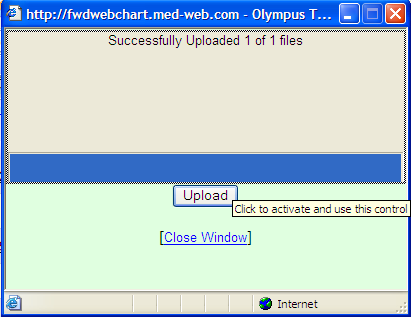 http://fwdwebchart.med-web.com - Olympus T...
Successfully Uploaded 1 of 1 files
Upload
Click to activate and use this control
[Close Window]
Internet